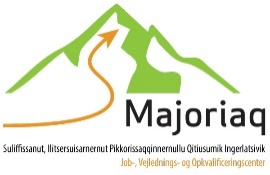 Majoriaq
Suliffissanut, Ilitsersuisarnernut Pikkorissaqqinnernullu Qitiusumik Ingerlatsivik
Job-, Vejlednings- og Opkvalificeringscenter